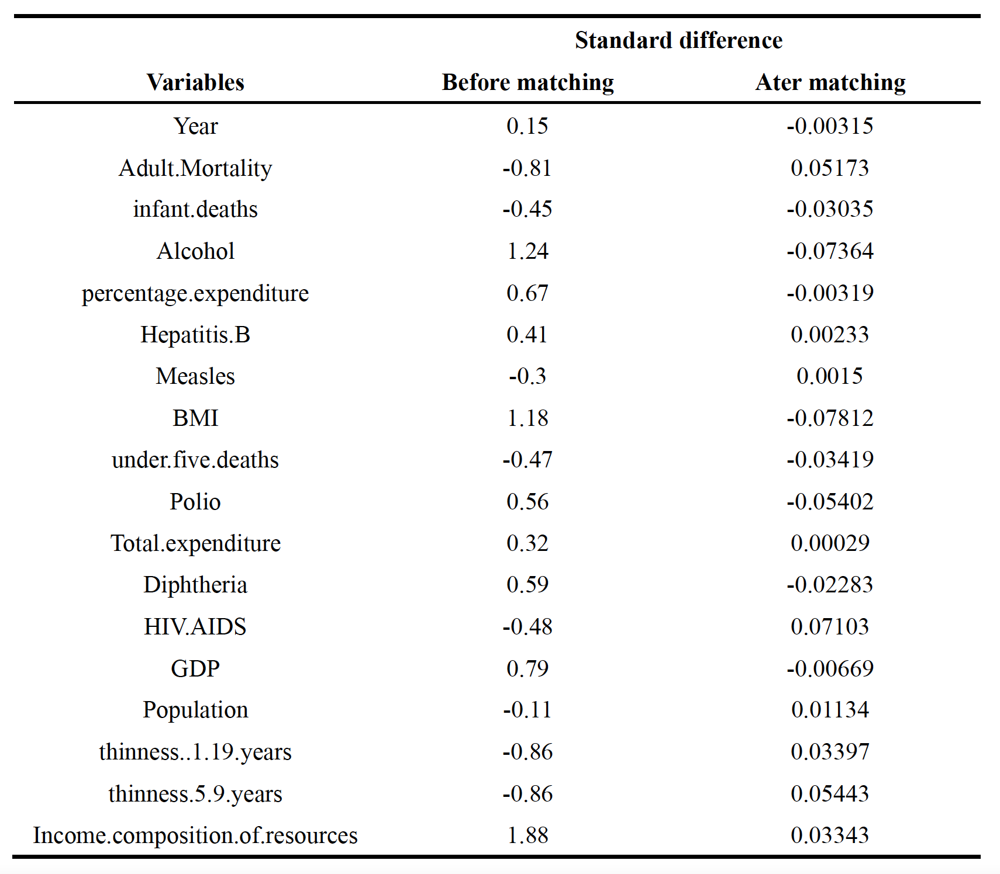 Standard difference
Variables Before matching Ater matching
Year 0.15 -0.00315
Adult.Mortality -0.81 0.05173
infant.deaths -0.45 -0.03035
Alcohol 1.24 -0.07364
percentage.expenditure 0.67 -0.00319
Hepatitis.B 0.41 0.00233
Measles -0.3 0.0015
BMI 1.18 -0.07812
under.five.deaths -0.47 -0.03419
Polio 0.56 -0.05402
Total.expenditure 0.32 0.00029
Diphtheria 0.59 -0.02283
HIV.AIDS -0.48 0.07103
GDP 0.79 -0.00669
Population -0.11 0.01134
thinness..1.19.years -0.86 0.03397
thinness.5.9.years -0.86 0.05443
Income.composition.of.resources 1.88 0.03343